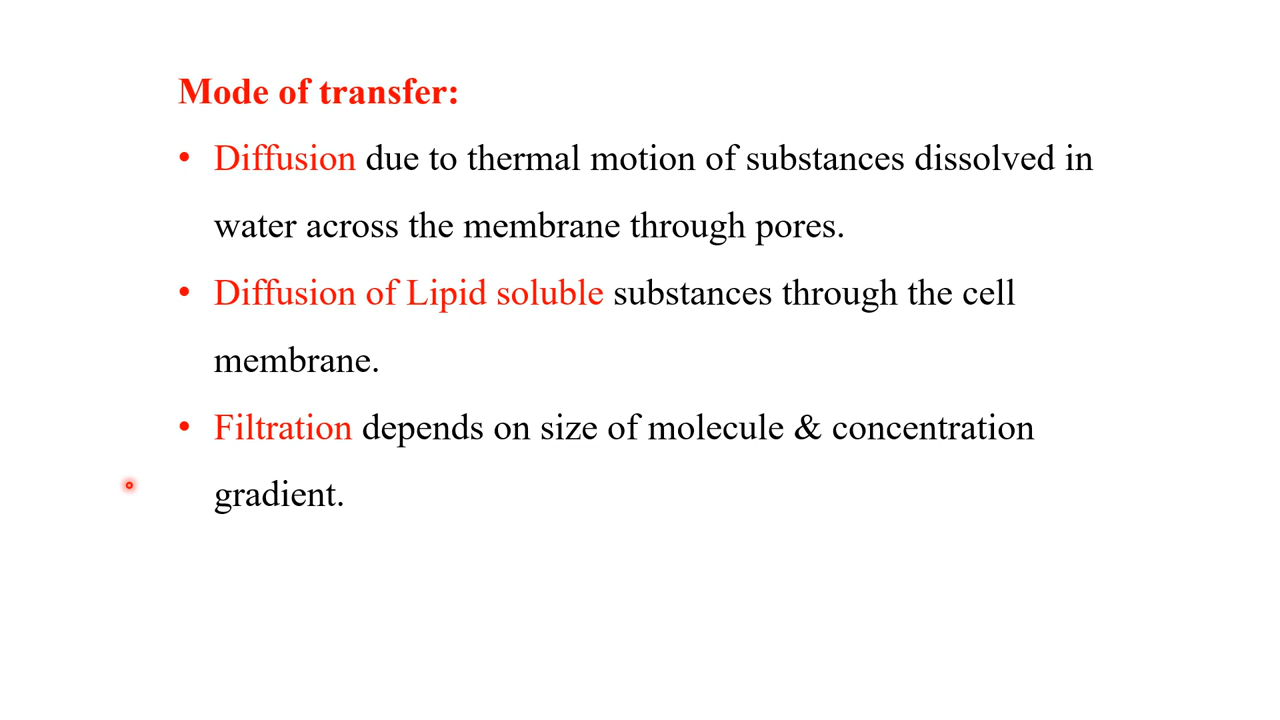 Mode of transfer:
• Diffusion due to thermal motion of substances dissolved in
water across the membrane through pores.
• Diffusion of Lipid soluble substances through the cell
membrane.
• Filtration depends on size of molecule & concentration
gradient.